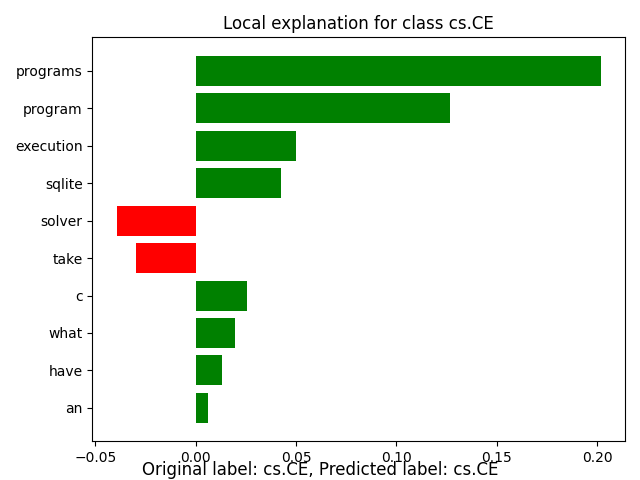 Local explanation for class cs.CE
programs
program
execution
sqlite
solver
take
c
what
have
an
−0.05 0.00 0.05 0.10 0.15 0.20
Original label: cs.CE, Predicted label: cs.CE